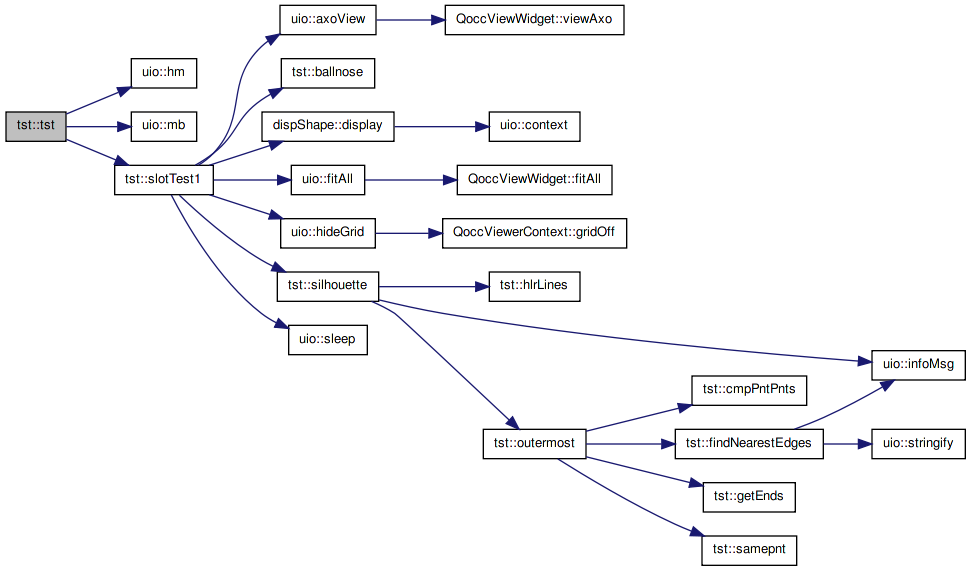 uio::axoView
QoccViewWidget::viewAxo
uio::hm
tst::ballnose
tst::tst
uio::mb
dispShape::display
uio::context
tst::slotTest1
uio::fitAll
QoccViewWidget::fitAll
uio::hideGrid
QoccViewerContext::gridOff
tst::silhouette
tst::hlrLines
uio::sleep
uio::infoMsg
tst::cmpPntPnts
tst::outermost
tst::findNearestEdges
uio::stringify
tst::getEnds
tst::samepnt